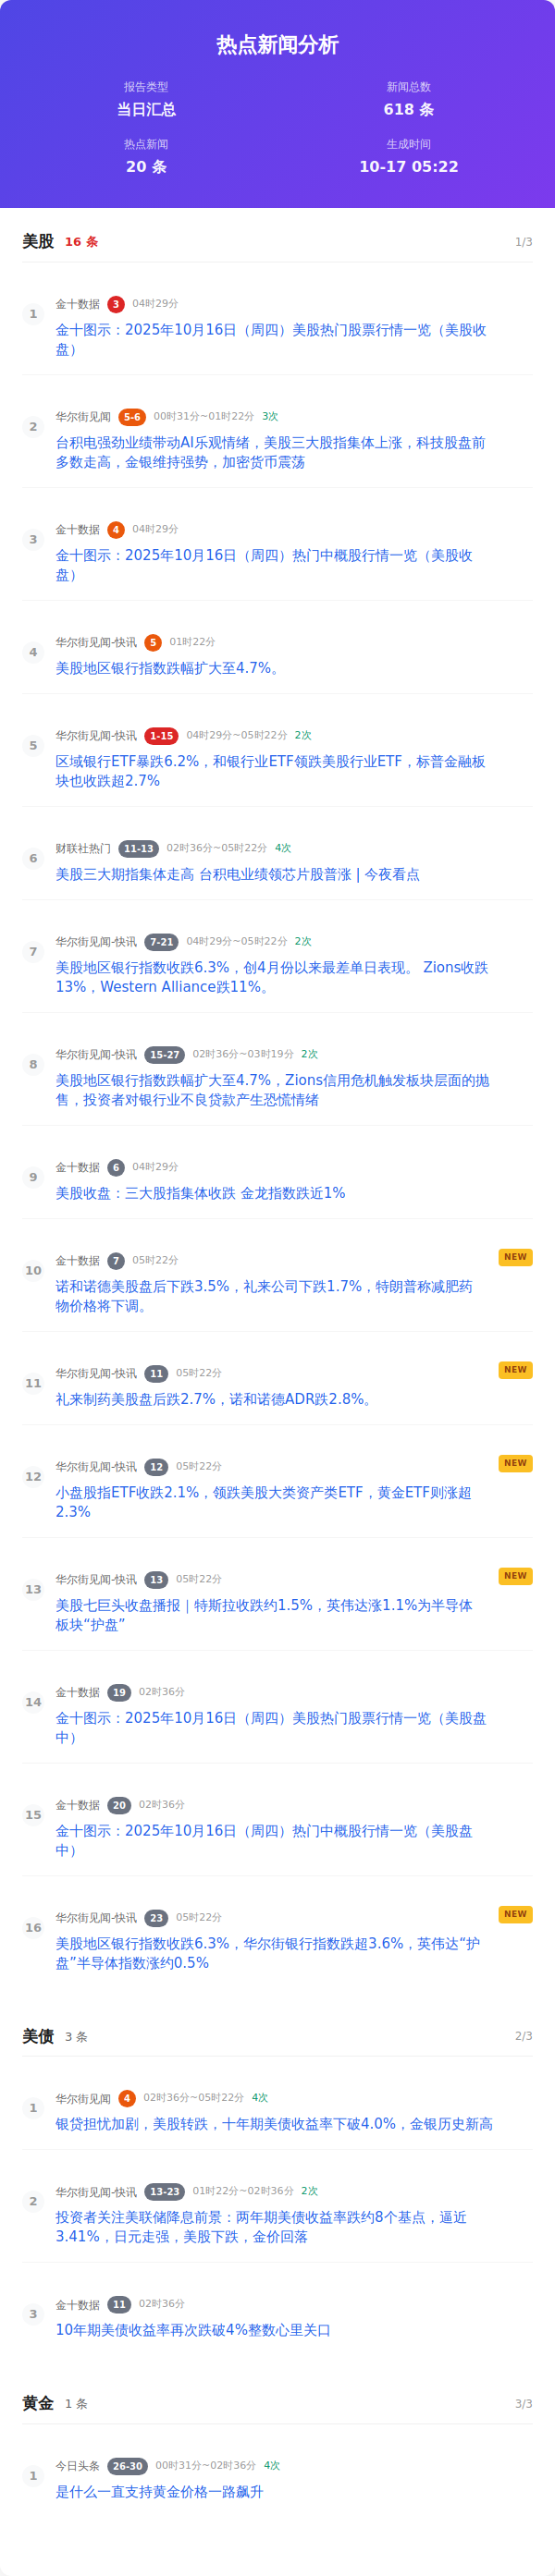 热点新闻分析
报告类型
当日汇总
新闻总数
618 条
热点新闻
20 条
生成时间
10-17 05:22
美股 16 条 1/3
1 金十数据 3 04时29分
金十图示：2025年10月16日（周四）美股热门股票行情一览（美股收
盘）
2 华尔街见闻 5-6 00时31分~01时22分 3次
台积电强劲业绩带动AI乐观情绪，美股三大股指集体上涨，科技股盘前
多数走高，金银维持强势，加密货币震荡
3 金十数据 4 04时29分
金十图示：2025年10月16日（周四）热门中概股行情一览（美股收
盘）
4 华尔街见闻-快讯 5 01时22分
美股地区银行指数跌幅扩大至4.7%。
5 华尔街见闻-快讯 1-15 04时29分~05时22分 2次
区域银行ETF暴跌6.2%，和银行业ETF领跌美股行业ETF，标普金融板
块也收跌超2.7%
6 财联社热门 11-13 02时36分~05时22分 4次
美股三大期指集体走高 台积电业绩领芯片股普涨 | 今夜看点
7 华尔街见闻-快讯 7-21 04时29分~05时22分 2次
美股地区银行指数收跌6.3%，创4月份以来最差单日表现。 Zions收跌
13%，Western Alliance跌11%。
8 华尔街见闻-快讯 15-27 02时36分~03时19分 2次
美股地区银行指数跌幅扩大至4.7%，Zions信用危机触发板块层面的抛
售，投资者对银行业不良贷款产生恐慌情绪
9 金十数据 6 04时29分
美股收盘：三大股指集体收跌 金龙指数跌近1%
10 金十数据 7 05时22分 NEW
诺和诺德美股盘后下跌3.5%，礼来公司下跌1.7%，特朗普称减肥药
物价格将下调。
11 华尔街见闻-快讯 11 05时22分 NEW
礼来制药美股盘后跌2.7%，诺和诺德ADR跌2.8%。
12 华尔街见闻-快讯 12 05时22分 NEW
小盘股指ETF收跌2.1%，领跌美股大类资产类ETF，黄金ETF则涨超
2.3%
13 华尔街见闻-快讯 13 05时22分 NEW
美股七巨头收盘播报｜特斯拉收跌约1.5%，英伟达涨1.1%为半导体
板块“护盘”
14 金十数据 19 02时36分
金十图示：2025年10月16日（周四）美股热门股票行情一览（美股盘
中）
15 金十数据 20 02时36分
金十图示：2025年10月16日（周四）热门中概股行情一览（美股盘
中）
16 华尔街见闻-快讯 23 05时22分 NEW
美股地区银行指数收跌6.3%，华尔街银行指数跌超3.6%，英伟达“护
盘”半导体指数涨约0.5%
美债 3 条 2/3
1 华尔街见闻 4 02时36分~05时22分 4次
银贷担忧加剧，美股转跌，十年期美债收益率下破4.0%，金银历史新高
2 华尔街见闻-快讯 13-23 01时22分~02时36分 2次
投资者关注美联储降息前景：两年期美债收益率跌约8个基点，逼近
3.41%，日元走强，美股下跌，金价回落
3 金十数据 11 02时36分
10年期美债收益率再次跌破4%整数心里关口
黄金 1 条 3/3
1 今日头条 26-30 00时31分~02时36分 4次
是什么一直支持黄金价格一路飙升